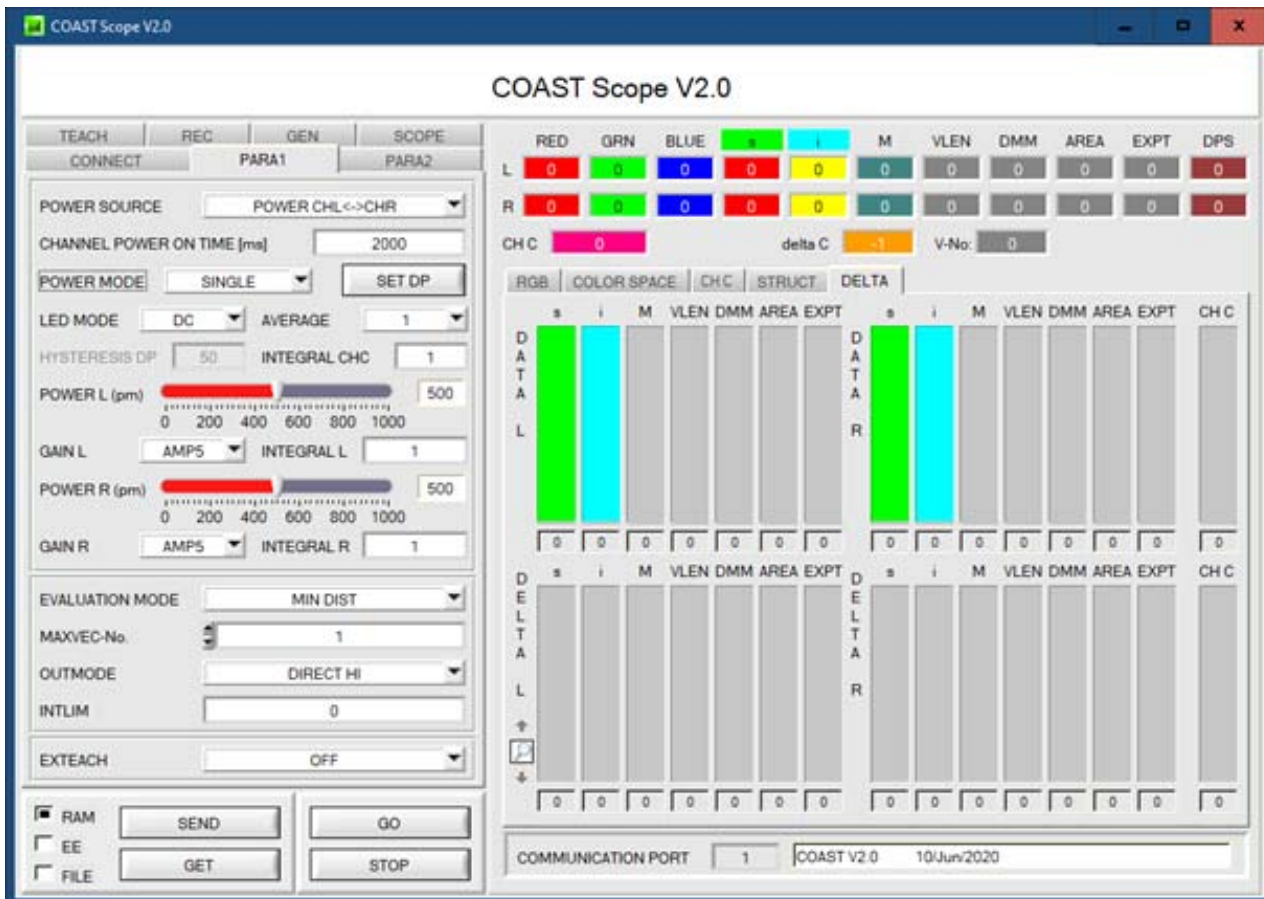 COAST Scope V2.0
COAST Scope V2.0
TEACH REC GEN SCOPE
CONNECT PARA1 PARA2
POWER SOURCE POWER CHL<->CHR
CHANNEL POWER ON TIME [ms] 2000
POWER MODE SINGLE SET DP
LED MODE DC AVERAGE 1
HYSTERESIS DP 50 INTEGRAL CHC 1
POWER L (pm) 500
0 200 400 600 800 1000
GAIN L AMP5 INTEGRAL L 1
POWER R (pm) 500
0 200 400 600 800 1000
GAIN R AMP5 INTEGRAL R 1
EVALUATION MODE MIN DIST
MAXVEC-No. 1
OUTMODE DIRECT HI
INTLIM 0
EXTEACH OFF
RAM SEND GO
EE
GET STOP
FILE
RED GRN BLUE s i M VLEN DMM AREA EXPT DPS
L 0 0 0 0 0 0 0 0 0 0 0
R 0 0 0 0 0 0 0 0 0 0 0
CH C 0 delta C -1 V-No: 0
RGB COLOR SPACE CH C STRUCT DELTA
s i M VLEN DMM AREA EXPT s i M VLEN DMM AREA EXPT CH C
DATA L DATA R
0 0 0 0 0 0 0 0 0 0 0 0 0 0 0
s i M VLEN DMM AREA EXPT s i M VLEN DMM AREA EXPT CH C
DELTA L DELTA R
0 0 0 0 0 0 0 0 0 0 0 0 0 0 0
COMMUNICATION PORT 1 COAST V2.0 10/Jun/2020